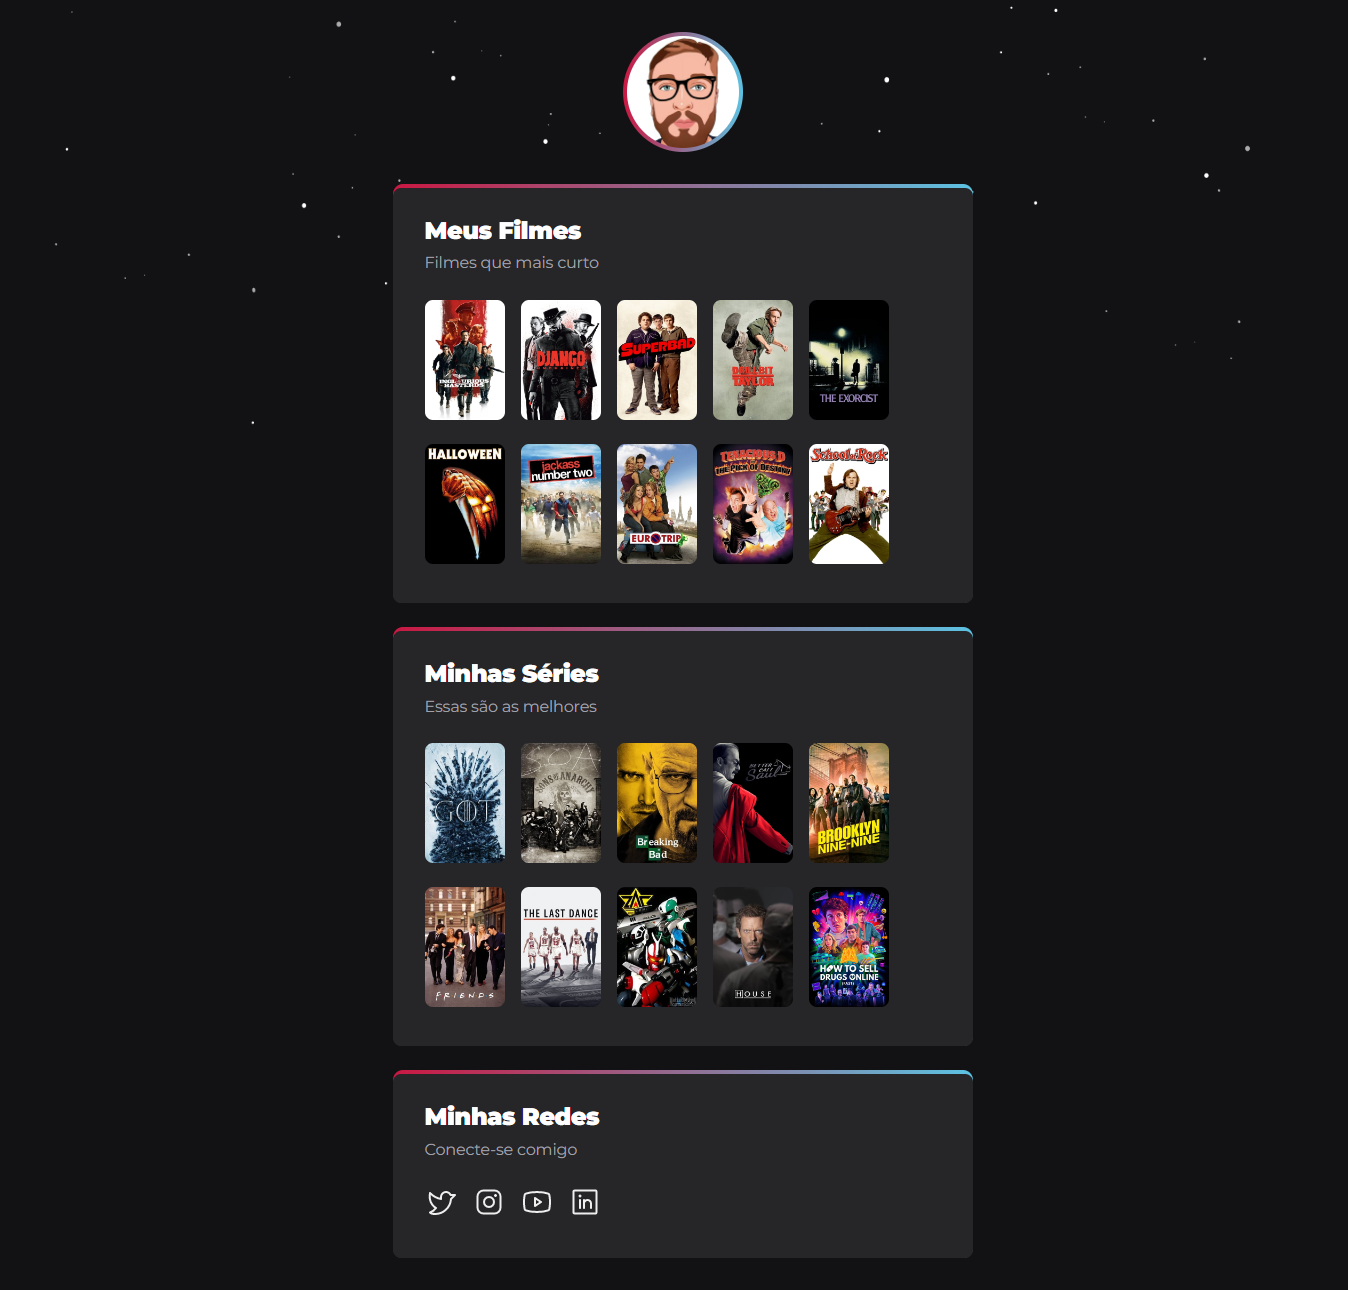 Meus Filmes
Filmes que mais curto
INGLOURIOUS
BASTERDS
DJANGO
SUPERBAD
DRILLBIT
TAYLOR
THE EXORCIST
HALLOWEEN
jackass
number two
EUROTRIP
TENACIOUS D
THE PICK OF DESTINY
School of Rock
Minhas Séries
Essas são as melhores
GOT
SOA
SONS OF ANARCHY
Breaking
Bad
BETTER
CALL
Saul
BROOKLYN
NINE-NINE
FRIENDS
THE LAST DANCE
HOUSE
HOW TO SELL
DRUGS ONLINE
(FAST)
Minhas Redes
Conecte-se comigo
in